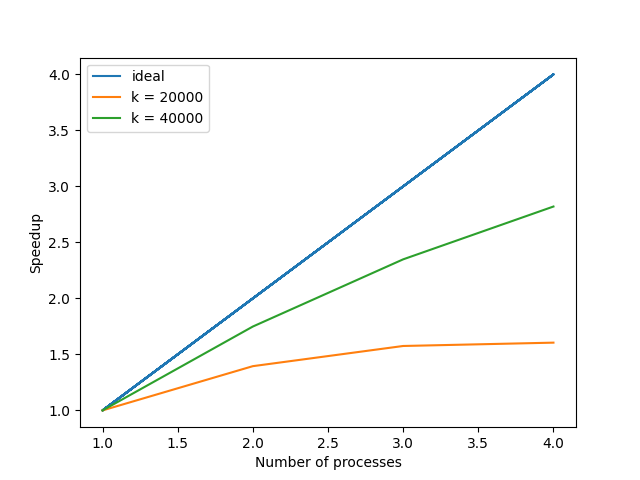 ideal
k = 20000
k = 40000
4.0
3.5
3.0
2.5
2.0
1.5
1.0
Speedup
1.0 1.5 2.0 2.5 3.0 3.5 4.0
Number of processes